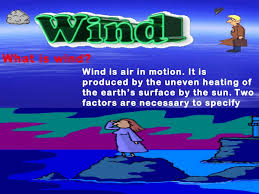 Wind
What is wind?
Wind is air in motion. It is
produced by the uneven heating of
the earth's surface by the sun. Two
factors are necessary to specify